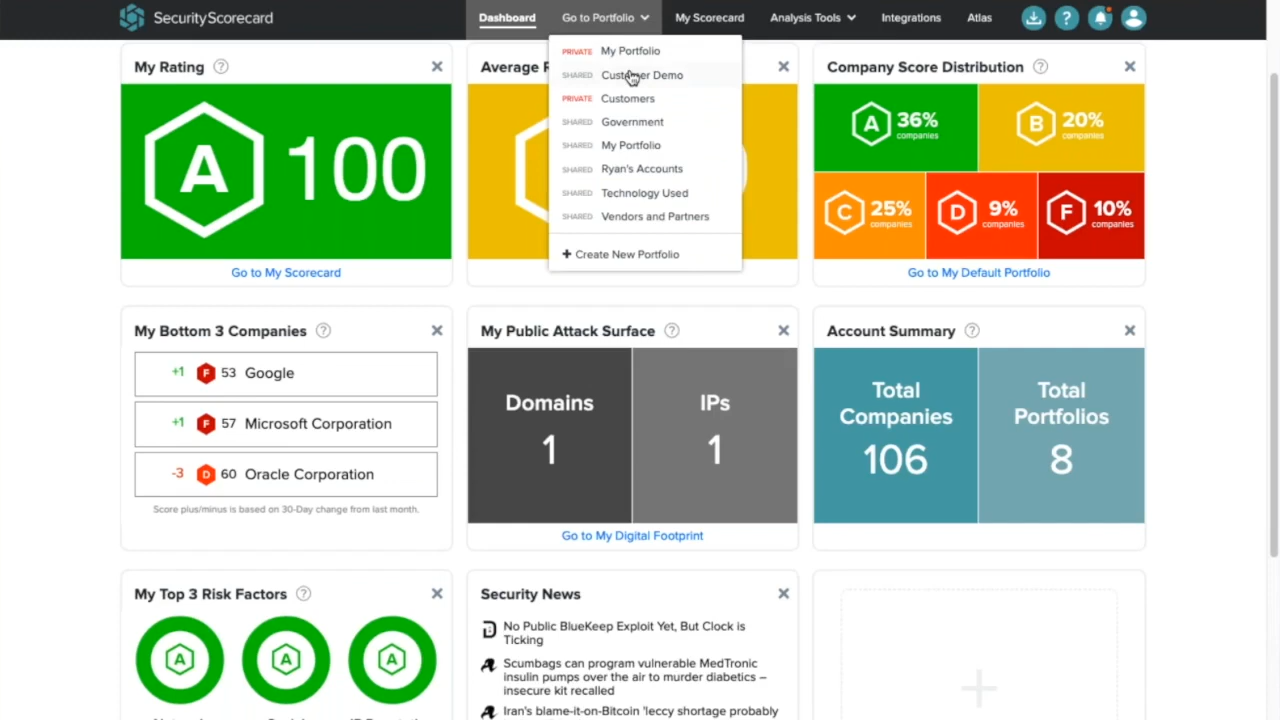 SecurityScorecard
Dashboard
Go to Portfolio
My Scorecard
Analysis Tools
Integrations
Atlas
PRIVATE My Portfolio
SHARED Customer Demo
PRIVATE Customers
SHARED Government
SHARED My Portfolio
SHARED Ryan's Accounts
SHARED Technology Used
SHARED Vendors and Partners
+ Create New Portfolio
My Rating ?
A 100
Go to My Scorecard
Average
Company Score Distribution ?
A 36% companies
B 20% companies
C 25% companies
D 9% companies
F 10% companies
Go to My Default Portfolio
My Bottom 3 Companies ?
+1 F 53 Google
+1 F 57 Microsoft Corporation
-3 D 60 Oracle Corporation
Score plus/minus is based on 30-Day change from last month.
My Public Attack Surface ?
Domains
1
IPs
1
Go to My Digital Footprint
Account Summary ?
Total
Companies
106
Total
Portfolios
8
My Top 3 Risk Factors ?
A
A
A
Security News
No Public BlueKeep Exploit Yet, But Clock is
Ticking
Scumbags can program vulnerable MedTronic
insulin pumps over the air to murder diabetics –
insecure kit recalled
Iran's blame-it-on-Bitcoin 'leccy shortage probably